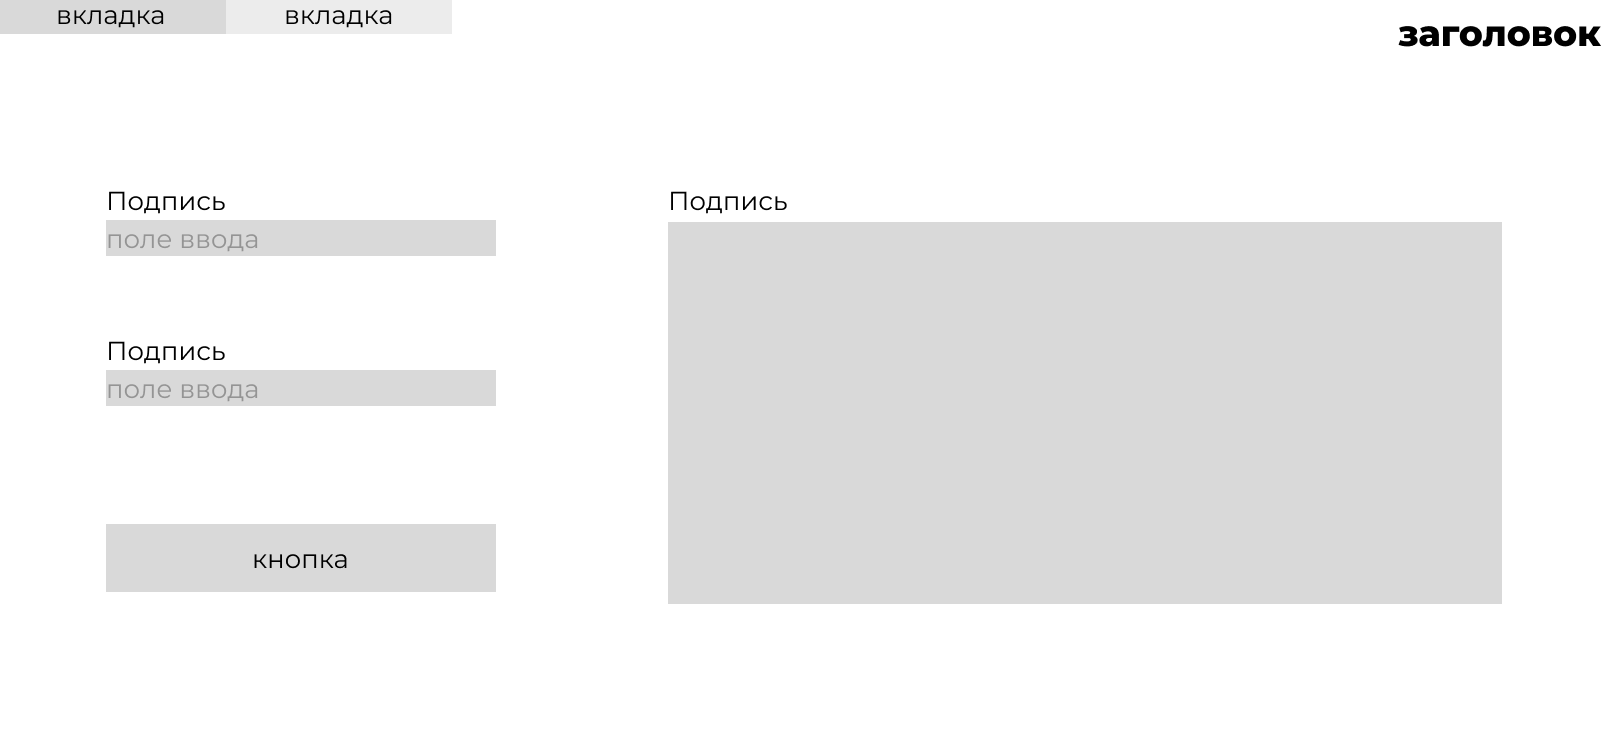 вкладка
вкладка
заголовок
Подпись
поле ввода
Подпись
поле ввода
кнопка
Подпись